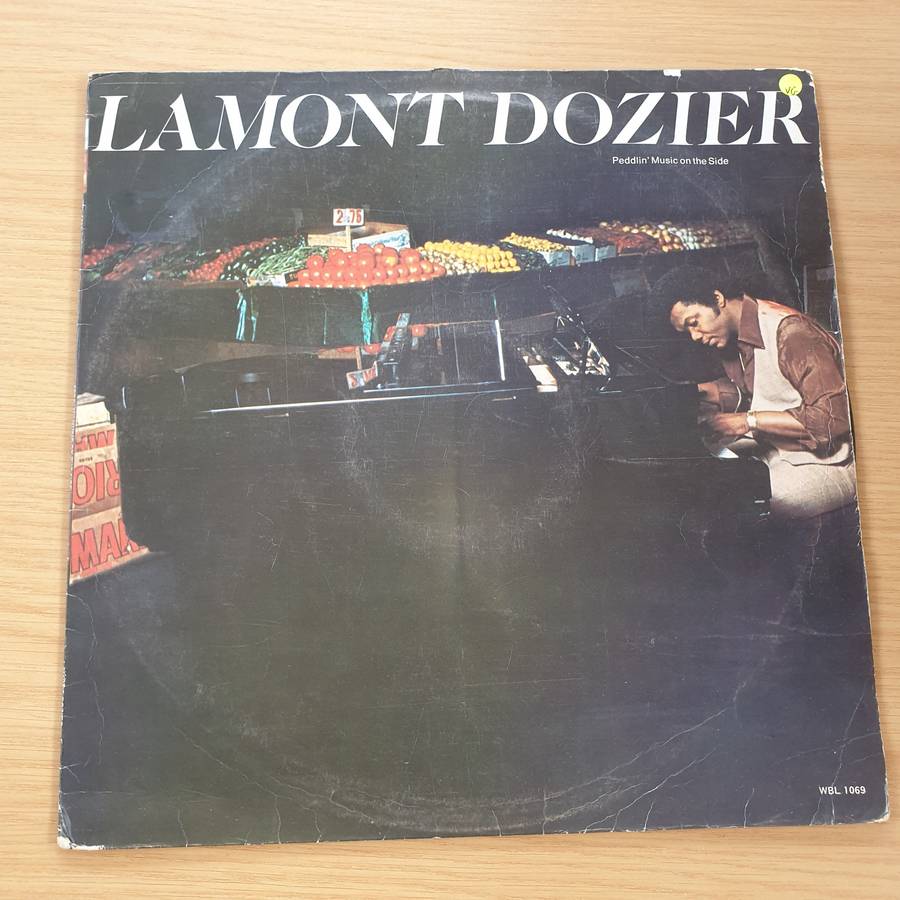 LAMONT DOZIER
VG
Peddlin' Music on the Side
2 75
WBL 1069